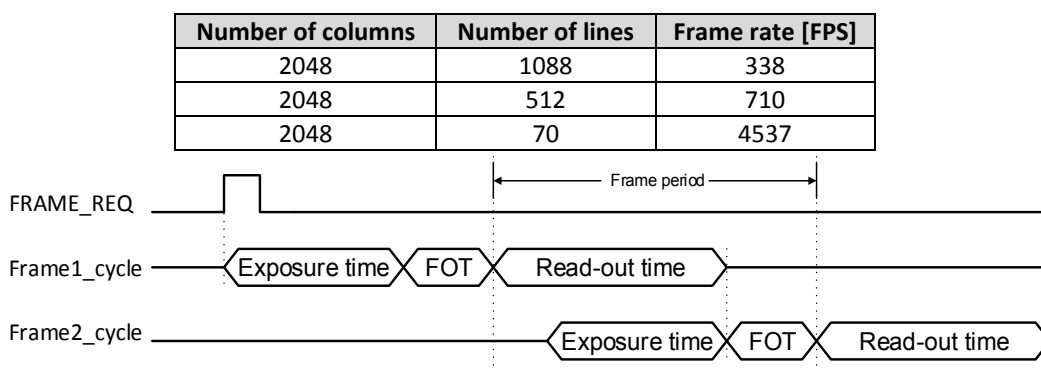 Number of columns Number of lines Frame rate [FPS]
2048 1088 338
2048 512 710
2048 70 4537
Frame period
FRAME_REQ
Frame1_cycle Exposure time FOT Read-out time
Frame2_cycle Exposure time FOT Read-out time